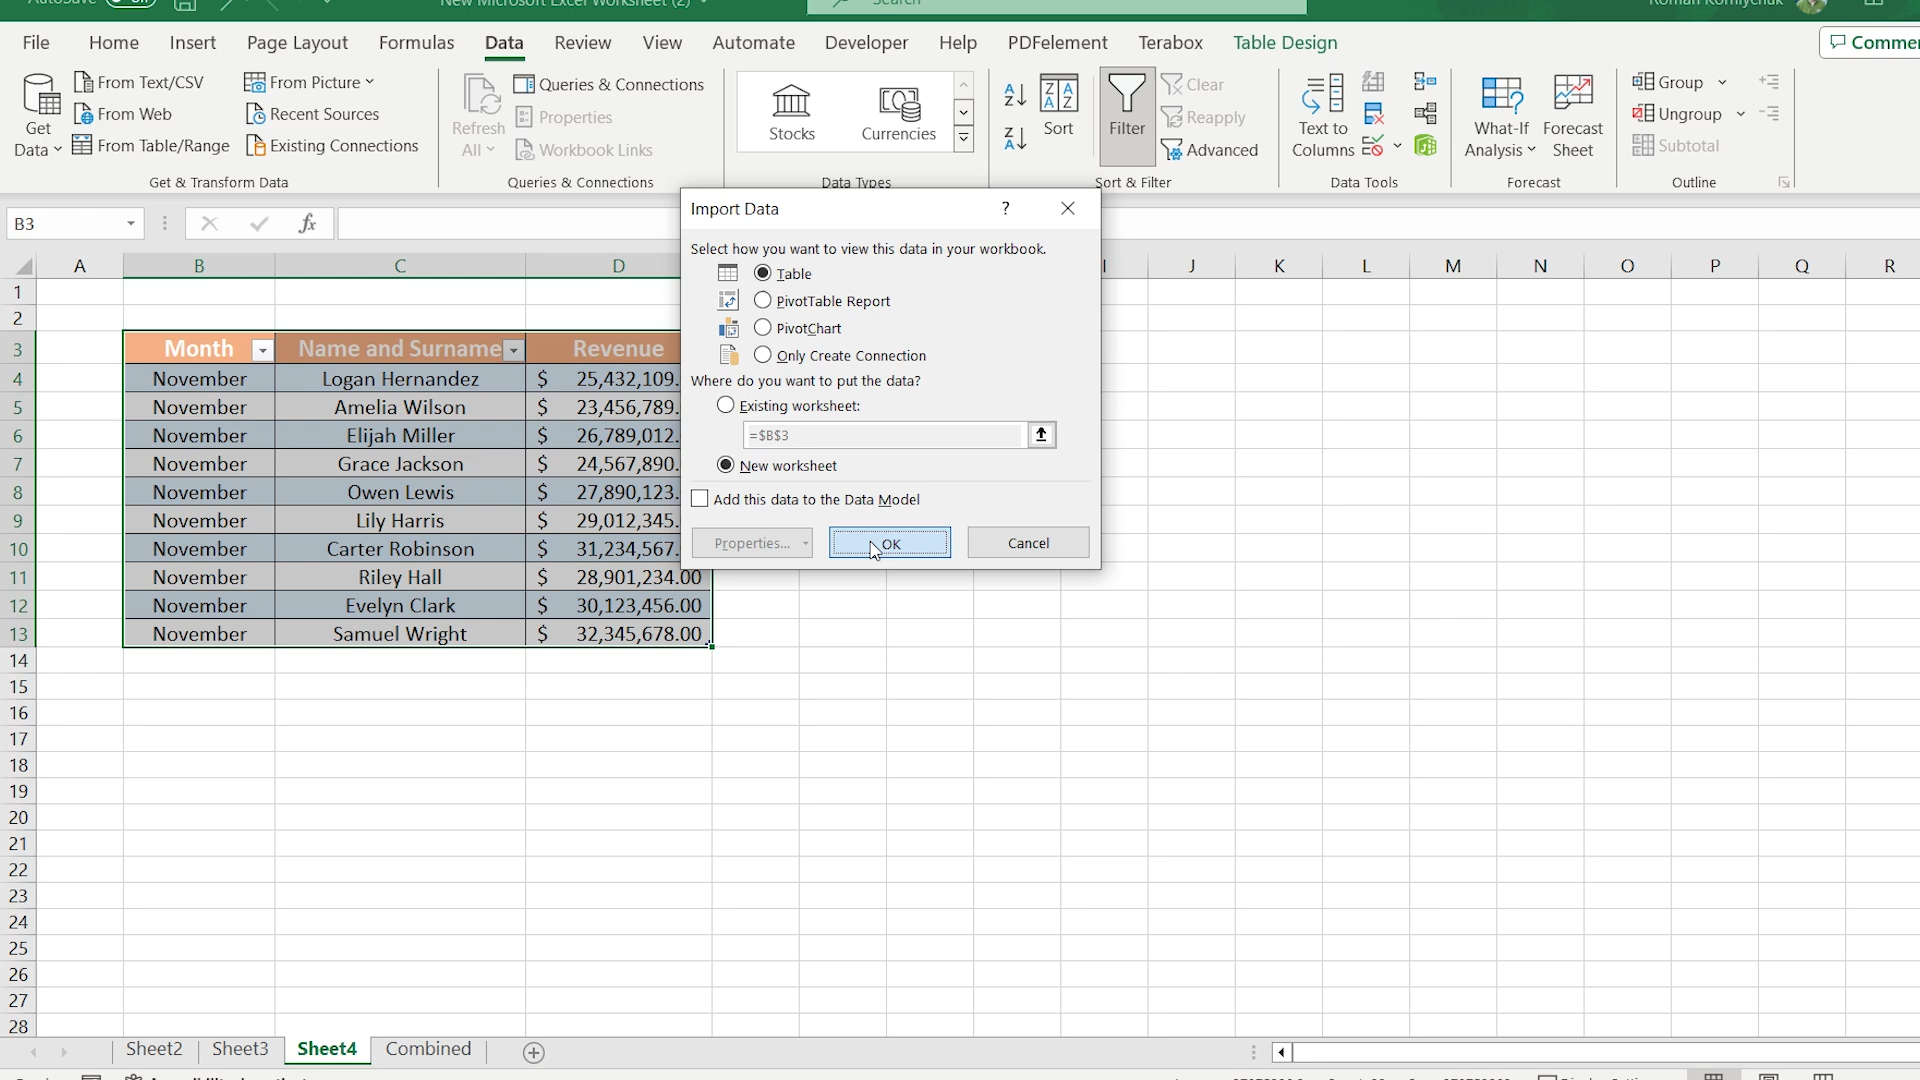 New Microsoft Excel Worksheet (2)
Search
File Home Insert Page Layout Formulas Data Review View Automate Developer Help PDFelement Terabox Table Design
Get Data
From Text/CSV
From Web
From Table/Range
From Picture
Recent Sources
Existing Connections
Get & Transform Data
Refresh All
Queries & Connections
Properties
Workbook Links
Queries & Connections
Stocks
Currencies
Data Types
Sort
Filter
Clear
Reapply
Advanced
Sort & Filter
Text to Columns
Data Tools
What-If Analysis
Forecast Sheet
Forecast
Group
Ungroup
Subtotal
Outline
B3
fx
A B C D I J K L M N O P Q R
1
2
3 Month Name and Surname Revenue
4 November Logan Hernandez $ 25,432,109.
5 November Amelia Wilson $ 23,456,789.
6 November Elijah Miller $ 26,789,012.
7 November Grace Jackson $ 24,567,890.
8 November Owen Lewis $ 27,890,123.
9 November Lily Harris $ 29,012,345.
10 November Carter Robinson $ 31,234,567.
11 November Riley Hall $ 28,901,234.00
12 November Evelyn Clark $ 30,123,456.00
13 November Samuel Wright $ 32,345,678.00
14
15
16
17
18
19
20
21
22
23
24
25
26
27
28
Import Data
?
Select how you want to view this data in your workbook.
Table
PivotTable Report
PivotChart
Only Create Connection
Where do you want to put the data?
Existing worksheet:
=$B$3
New worksheet
Add this data to the Data Model
Properties...
OK
Cancel
Sheet2 Sheet3 Sheet4 Combined